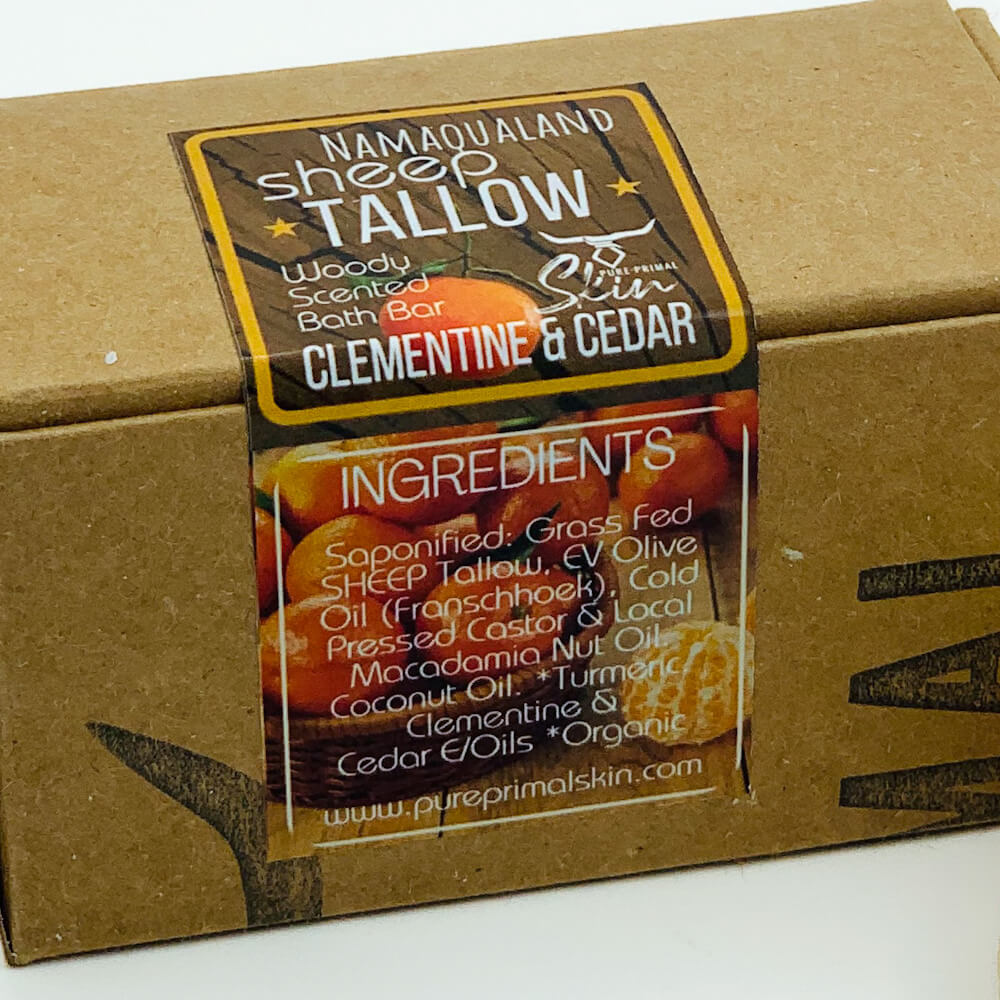 NAMAQUALAND
sheep
TALLOW
Woody
Scented
Bath Bar
PURE-PRIMAL
Skin
CLEMENTINE & CEDAR
INGREDIENTS
Saponified: Grass Fed
SHEEP Tallow, EV Olive
Oil (Franschhoek), Cold
Pressed Castor & Local
Macadamia Nut Oil,
Coconut Oil. *Turmeric
Clementine &
Cedar E/Oils *Organic
www.pureprimalskin.com